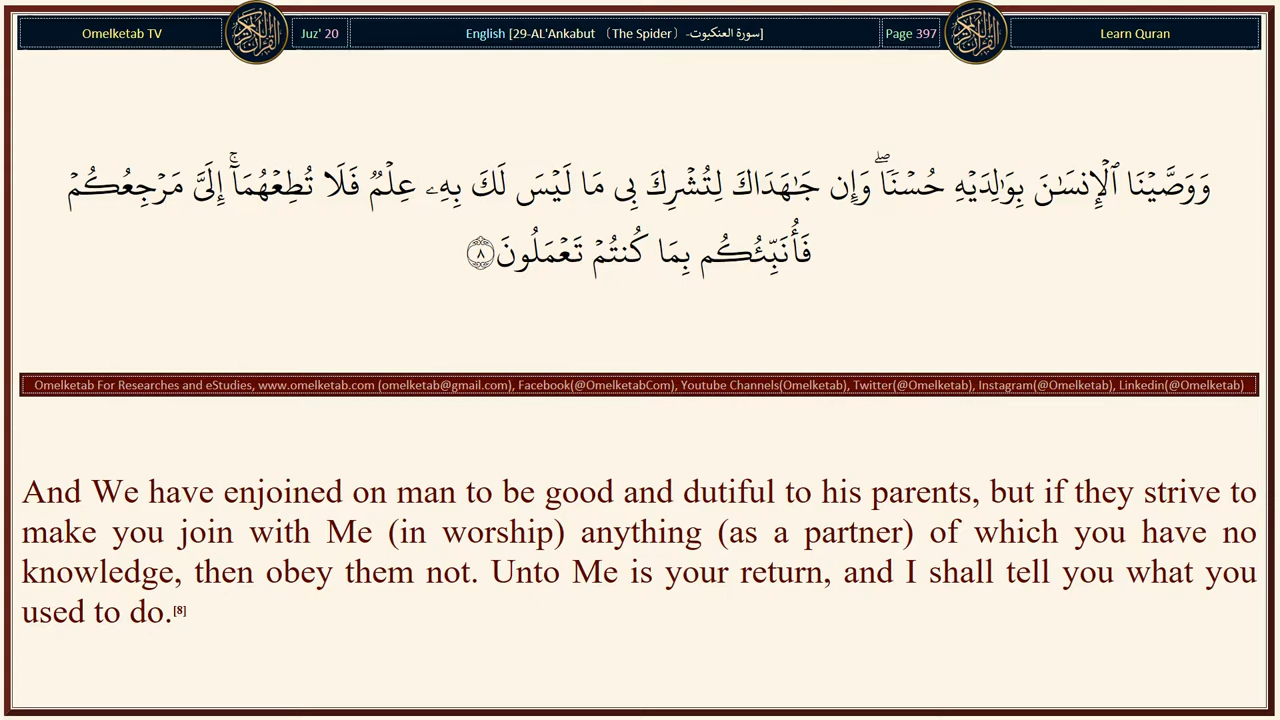 Omelketab TV
Juz' 20
English [29-AL'Ankabut （The Spider） -سورة العنكبوت]
Page 397
Learn Quran
وَوَصَّيۡنَا ٱلۡإِنسَٰنَ بِوَٰلِدَيۡهِ حُسۡنٗاۖ وَإِن جَٰهَدَاكَ لِتُشۡرِكَ بِي مَا لَيۡسَ لَكَ بِهِۦ عِلۡمٞ فَلَا تُطِعۡهُمَآۚ إِلَيَّ مَرۡجِعُكُمۡ
فَأُنَبِّئُكُم بِمَا كُنتُمۡ تَعۡمَلُونَ ٨
Omelketab For Researches and eStudies, www.omelketab.com (omelketab@gmail.com), Facebook(@OmelketabCom), Youtube Channels(Omelketab), Twitter(@Omelketab), Instagram(@Omelketab), Linkedin(@Omelketab)
And We have enjoined on man to be good and dutiful to his parents, but if they strive to
make you join with Me (in worship) anything (as a partner) of which you have no
knowledge, then obey them not. Unto Me is your return, and I shall tell you what you
used to do.[8]